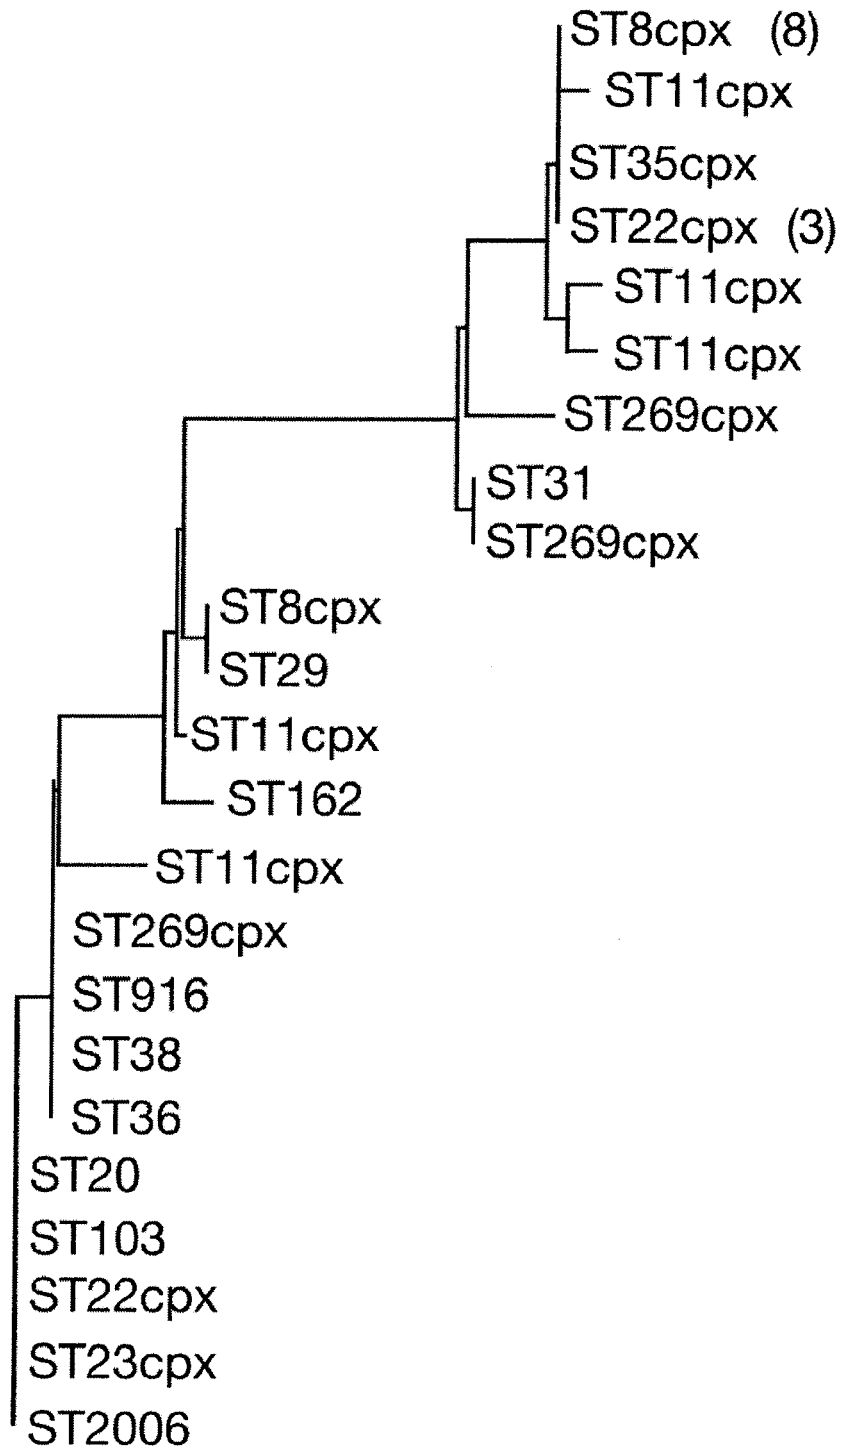 ST8cpx (8)
ST11cpx
ST35cpx
ST22cpx (3)
ST11cpx
ST11cpx
ST269cpx
ST31
ST269cpx
ST8cpx
ST29
ST11cpx
ST162
ST11cpx
ST269cpx
ST916
ST38
ST36
ST20
ST103
ST22cpx
ST23cpx
ST2006